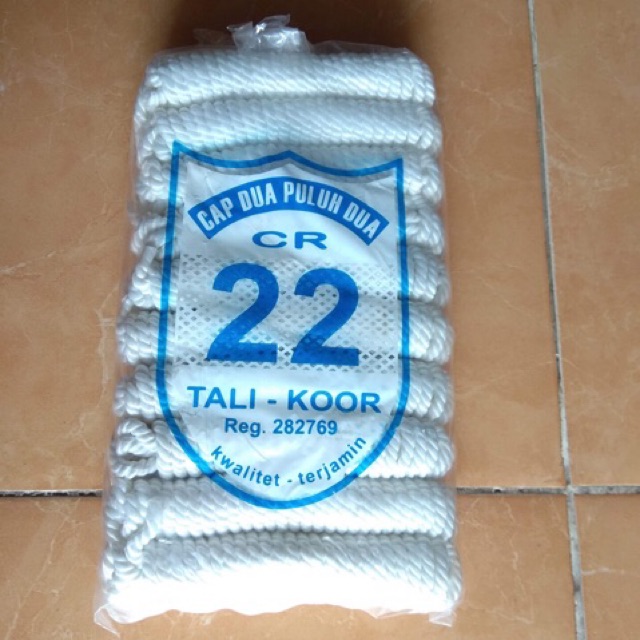 CAP DUA PULUH DUA
CR
22
TALI - KOOR
Reg. 282769
kwalitet - terjamin